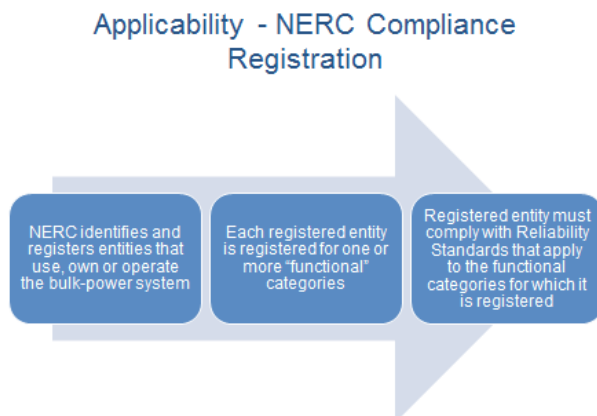 Applicability - NERC Compliance
Registration
NERC identifies and
registers entities that
use, own or operate
the bulk-power system
Each registered entity
is registered for one or
more “functional”
categories
Registered entity must
comply with Reliability
Standards that apply
to the functional
categories for which it
is registered